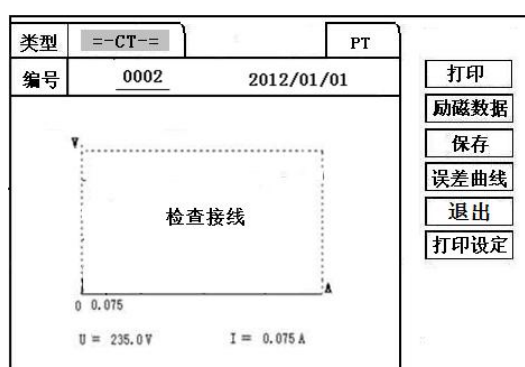 类型 =-CT-= PT
编号 0002 2012/01/01
打印
励磁数据
保存
误差曲线
退出
打印设定
V
检查接线
A
0 0.075
U = 235.0V I = 0.075A